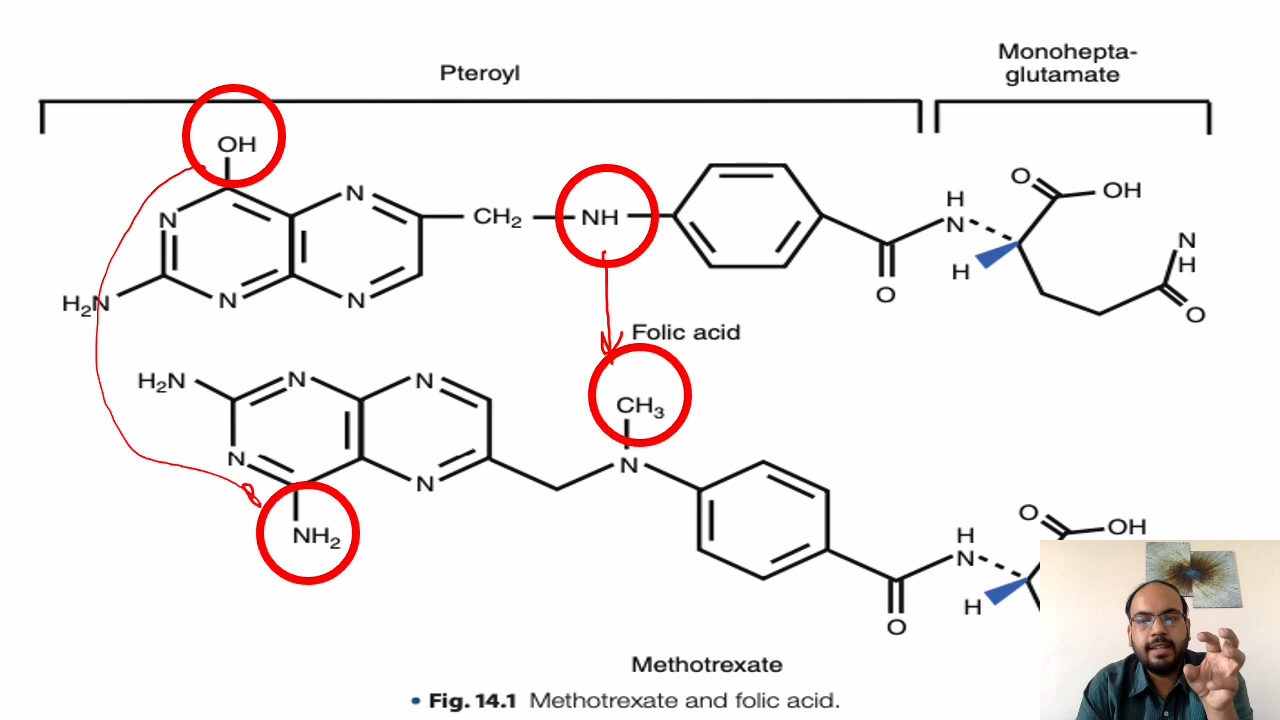 Pteroyl
Monohepta-
glutamate
OH
N
N
CH₂
NH
H₂N
N
N
H
N
H
O
OH
O
N
H
O
Folic acid
H₂N
N
N
N
N
NH₂
CH₃
N
H
N
H
O
O
OH
Methotrexate
• Fig. 14.1 Methotrexate and folic acid.